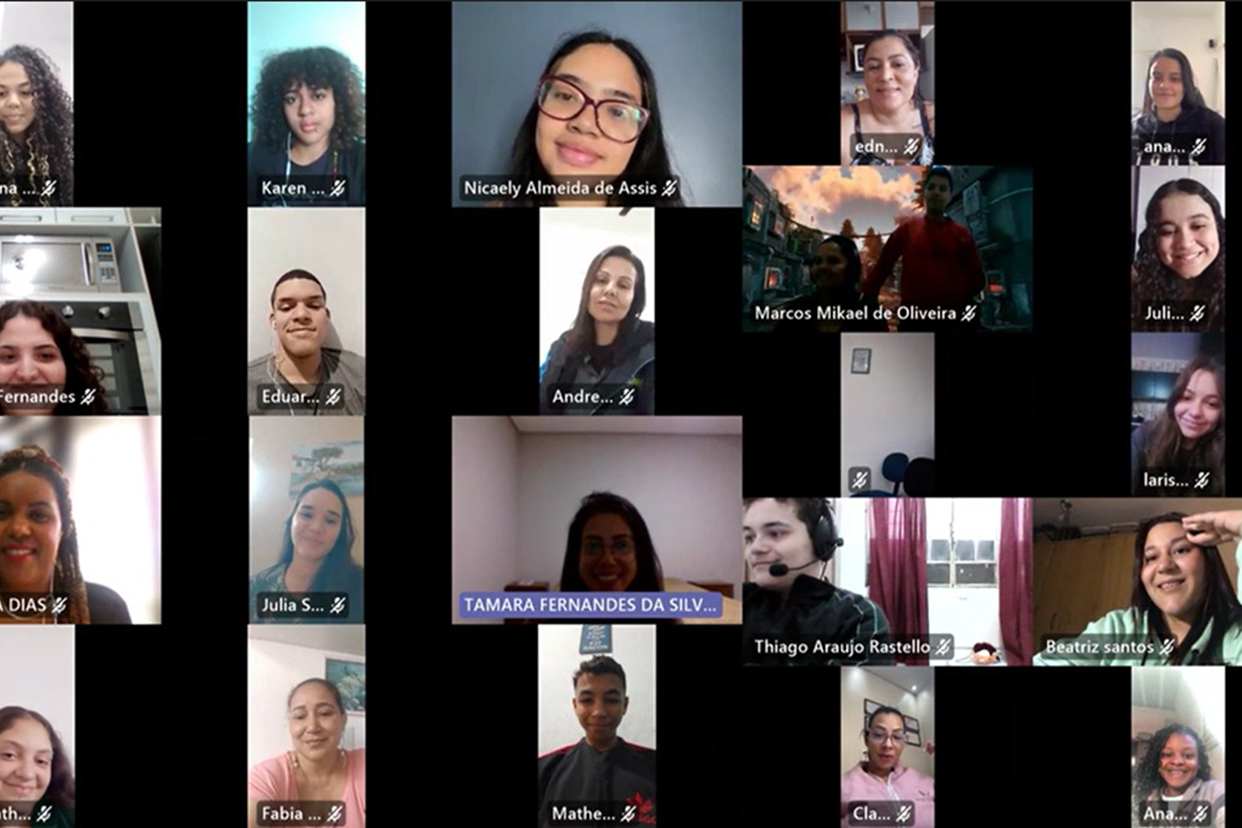 na ...
Karen ...
Nicaely Almeida de Assis
edn...
ana...
Marcos Mikael de Oliveira
Juli...
Fernandes
Eduar...
Andre...
laris...
A DIAS
Julia S...
TAMARA FERNANDES DA SILV...
Thiago Araujo Rastello
Beatriz santos
ath...
Fabia ...
Mathe...
Cla...
Ana...